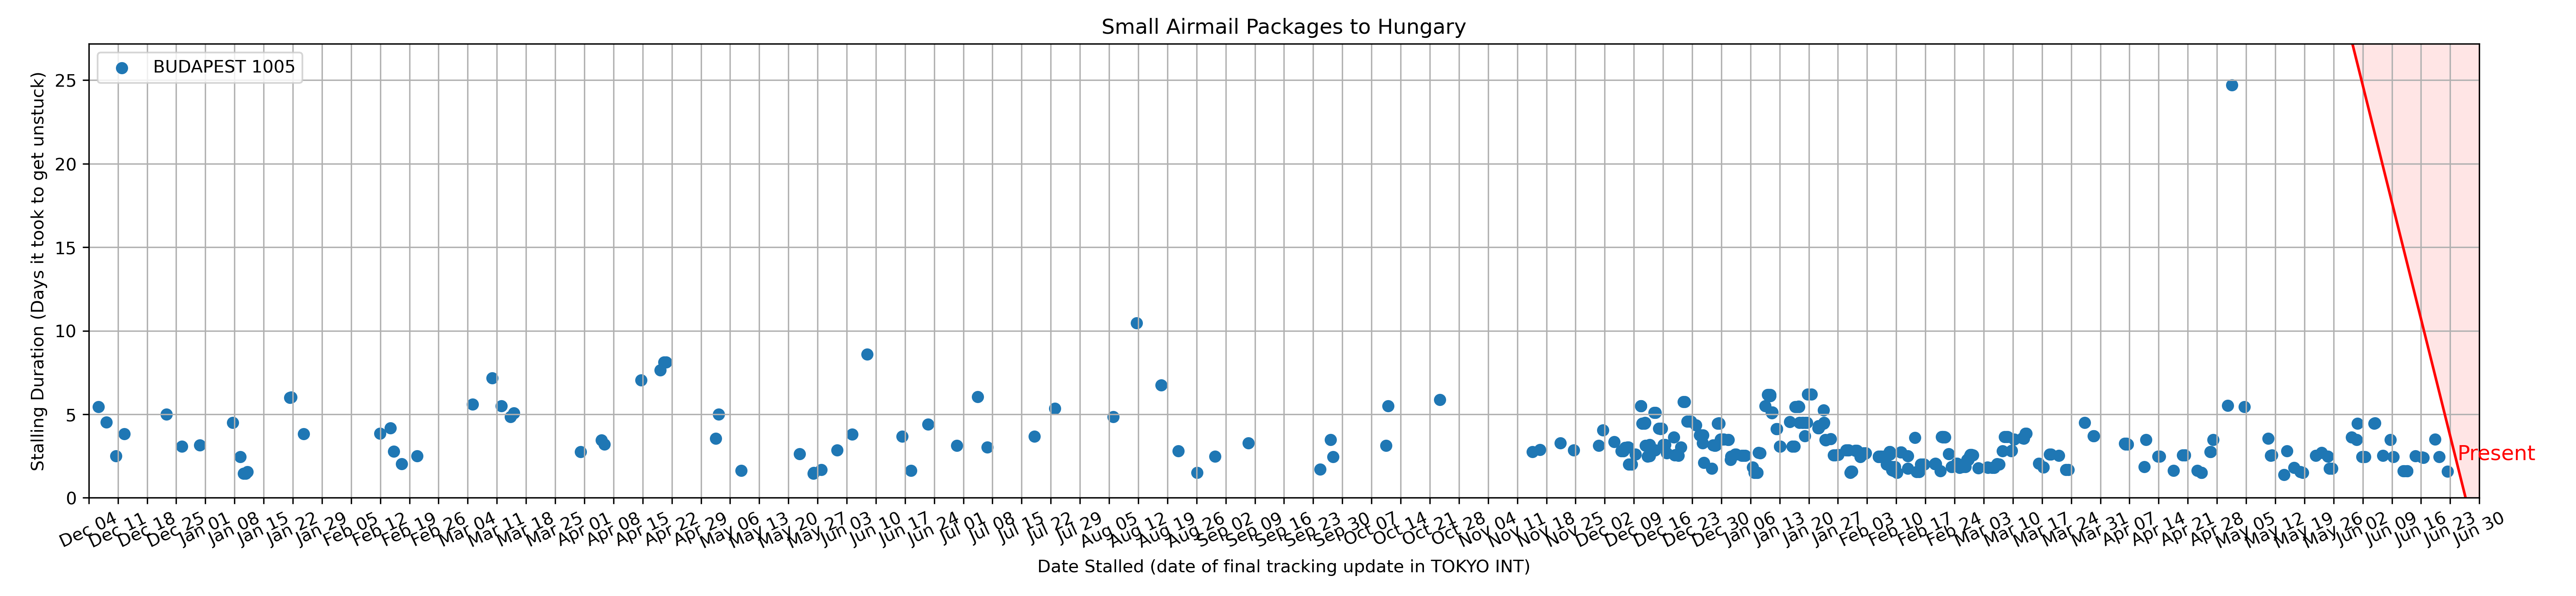 Small Airmail Packages to Hungary
BUDAPEST 1005
Stalling Duration (Days it took to get unstuck)
25
20
15
10
5
0
Present
Dec 04
Dec 11
Dec 18
Dec 25
Jan 01
Jan 08
Jan 15
Jan 22
Jan 29
Feb 05
Feb 12
Feb 19
Feb 26
Mar 04
Mar 11
Mar 18
Mar 25
Apr 01
Apr 08
Apr 15
Apr 22
Apr 29
May 06
May 13
May 20
May 27
Jun 03
Jun 10
Jun 17
Jun 24
Jul 01
Jul 08
Jul 15
Jul 22
Jul 29
Aug 05
Aug 12
Aug 19
Aug 26
Sep 02
Sep 09
Sep 16
Sep 23
Sep 30
Oct 07
Oct 14
Oct 21
Oct 28
Nov 04
Nov 11
Nov 18
Nov 25
Dec 02
Dec 09
Dec 16
Dec 23
Dec 30
Jan 06
Jan 13
Jan 20
Jan 27
Feb 03
Feb 10
Feb 17
Feb 24
Mar 03
Mar 10
Mar 17
Mar 24
Mar 31
Apr 07
Apr 14
Apr 21
Apr 28
May 05
May 12
May 19
May 26
Jun 02
Jun 09
Jun 16
Jun 23
Jun 30
Date Stalled (date of final tracking update in TOKYO INT)